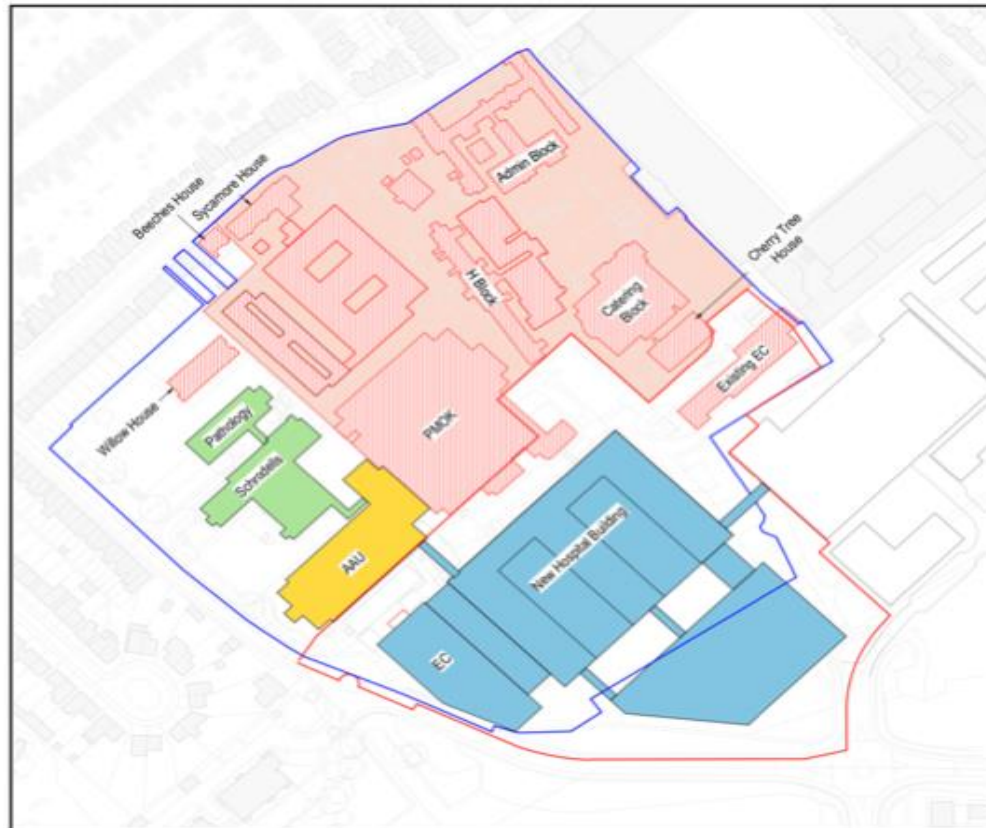 Admin Block
Sycamore House
Beeches House
Cherry Tree
House
H Block
Catering
Block
Existing EC
PMOK
Willow House
Pathology
Schrodells
New Hospital Building
AAU
EC